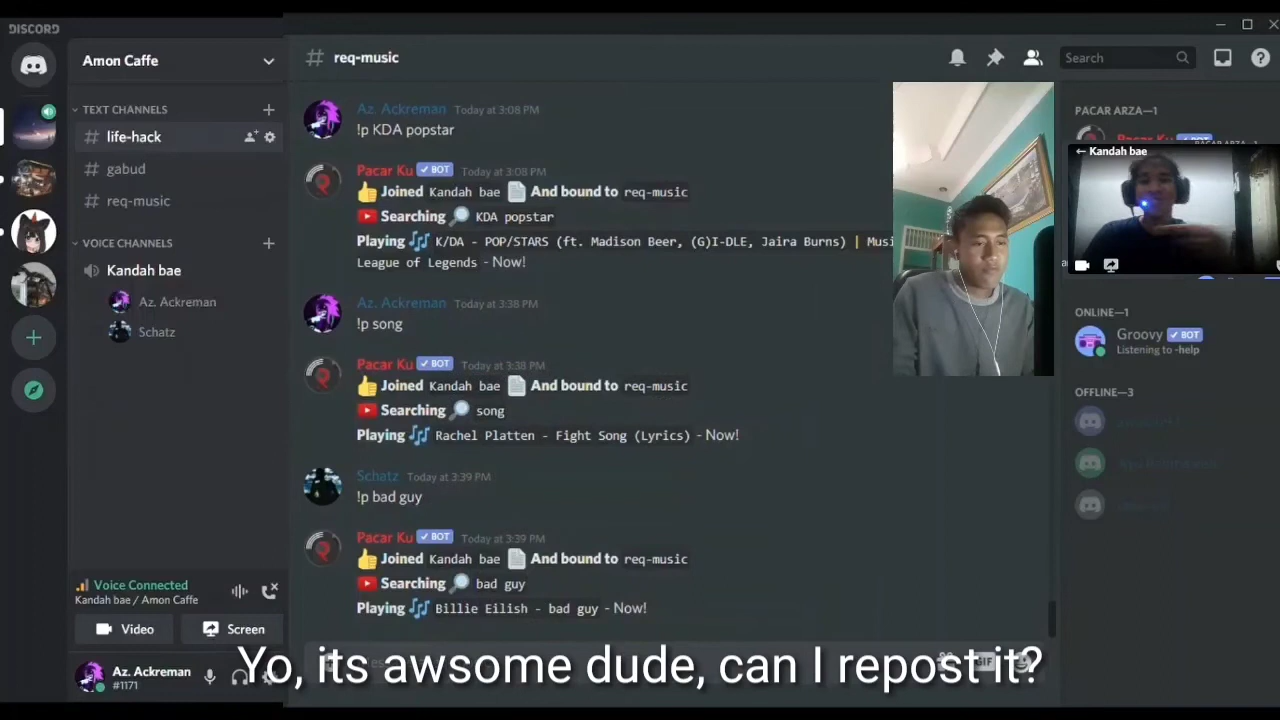 DISCORD
Amon Caffe
TEXT CHANNELS
life-hack
gabud
req-music
VOICE CHANNELS
Kandah bae
Az. Ackreman
Schatz
Voice Connected
Kandah bae / Amon Caffe
Video
Screen
Az. Ackreman
#1171
# req-music
Search
Az. Ackreman Today at 3:08 PM
!p KDA popstar
Pacar Ku ✔ BOT Today at 3:08 PM
👍 Joined Kandah bae 📄 And bound to req-music
Searching 🔎 KDA popstar
Playing 🎶 K/DA - POP/STARS (ft. Madison Beer, (G)I-DLE, Jaira Burns) | Musi
League of Legends - Now!
Az. Ackreman Today at 3:38 PM
!p song
Pacar Ku ✔ BOT Today at 3:38 PM
👍 Joined Kandah bae 📄 And bound to req-music
Searching 🔎 song
Playing 🎶 Rachel Platten - Fight Song (Lyrics) - Now!
Schatz Today at 3:39 PM
!p bad guy
Pacar Ku ✔ BOT Today at 3:39 PM
👍 Joined Kandah bae 📄 And bound to req-music
Searching 🔎 bad guy
Playing 🎶 Billie Eilish - bad guy - Now!
GIF
PACAR ARZA—1
Pacar Ku ✔ BOT
← Kandah bae
ONLINE—1
Groovy ✔ BOT
Listening to -help
OFFLINE—3
Yo, its awsome dude, can I repost it?